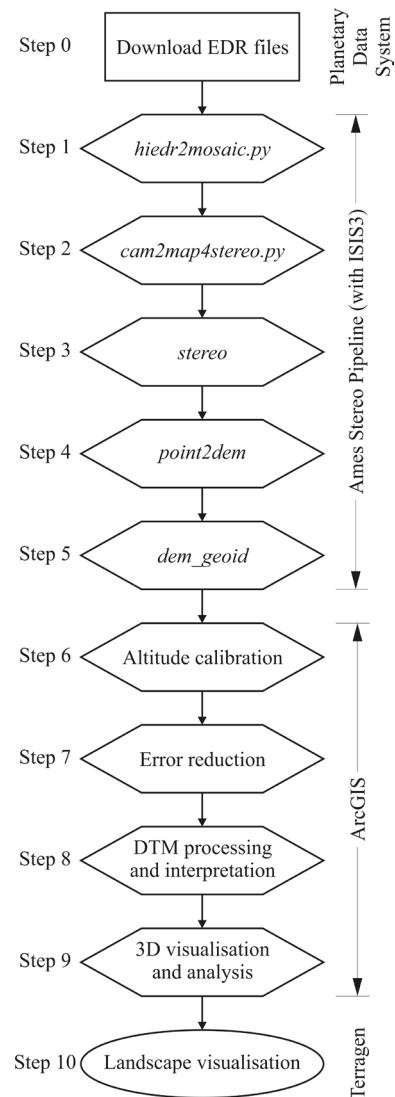 Step 0
Download EDR files
Planetary
Data
System
Step 1
hiedr2mosaic.py
Step 2
cam2map4stereo.py
Step 3
stereo
Step 4
point2dem
Step 5
dem_geoid
Ames Stereo Pipeline (with ISIS3)
Step 6
Altitude calibration
Step 7
Error reduction
Step 8
DTM processing
and interpretation
Step 9
3D visualisation
and analysis
ArcGIS
Step 10
Landscape visualisation
Terragen